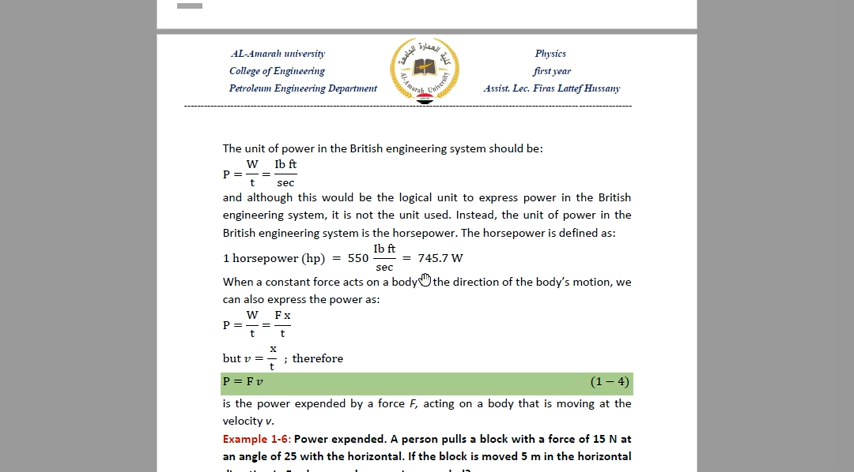 AL-Amarah university
College of Engineering
Petroleum Engineering Department
Physics
first year
Assist. Lec. Firas Lattef Hussany
The unit of power in the British engineering system should be:
P = W/t = Ib ft/sec
and although this would be the logical unit to express power in the British
engineering system, it is not the unit used. Instead, the unit of power in the
British engineering system is the horsepower. The horsepower is defined as:
1 horsepower (hp) = 550 Ib ft/sec = 745.7 W
When a constant force acts on a body the direction of the body's motion, we
can also express the power as:
P = W/t = F x/t
but v = x/t ; therefore
P = F v (1 − 4)
is the power expended by a force F, acting on a body that is moving at the
velocity v.
Example 1-6: Power expended. A person pulls a block with a force of 15 N at
an angle of 25 with the horizontal. If the block is moved 5 m in the horizontal